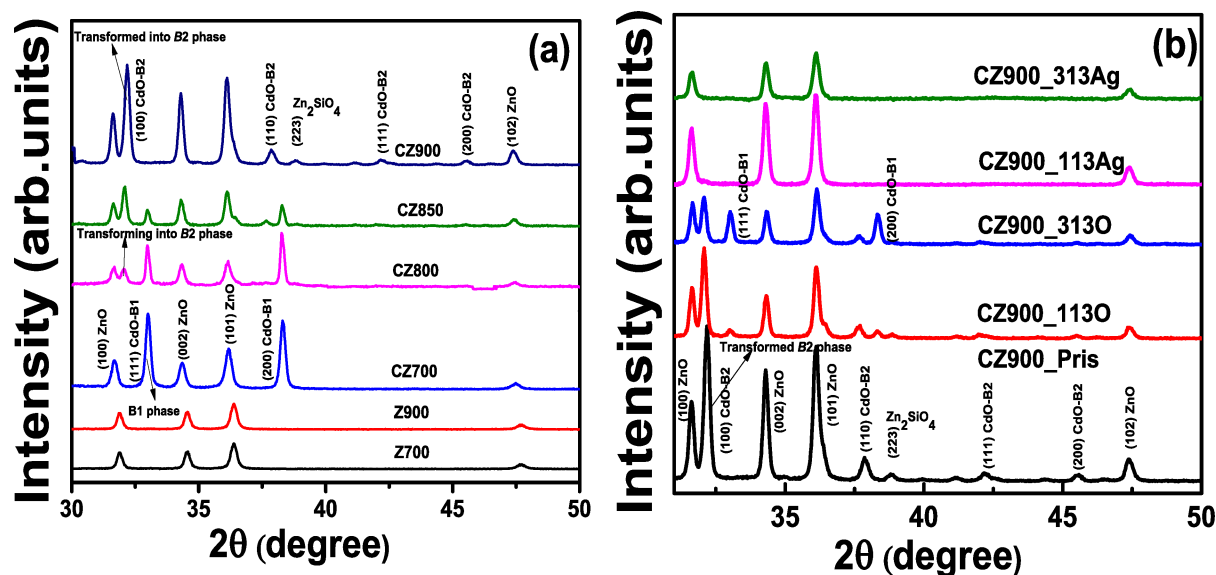 Transformed into B2 phase
(a)
(100) CdO-B2
(110) CdO-B2
(223) Zn2SiO4
(111) CdO-B2
(200) CdO-B2
(102) ZnO
CZ900
CZ850
Transforming into B2 phase
CZ800
(100) ZnO
(111) CdO-B1
(002) ZnO
(101) ZnO
(200) CdO-B1
CZ700
B1 phase
Z900
Z700
Intensity (arb.units)
30 35 40 45 50
2θ (degree)
(b)
CZ900_313Ag
CZ900_113Ag
(111) CdO-B1
(200) CdO-B1
CZ900_313O
CZ900_113O
Transformed B2 phase
CZ900_Pris
(100) ZnO
(100) CdO-B2
(002) ZnO
(101) ZnO
(110) CdO-B2
(223) Zn2SiO4
(111) CdO-B2
(200) CdO-B2
(102) ZnO
Intensity (arb.units)
35 40 45 50
2θ (degree)